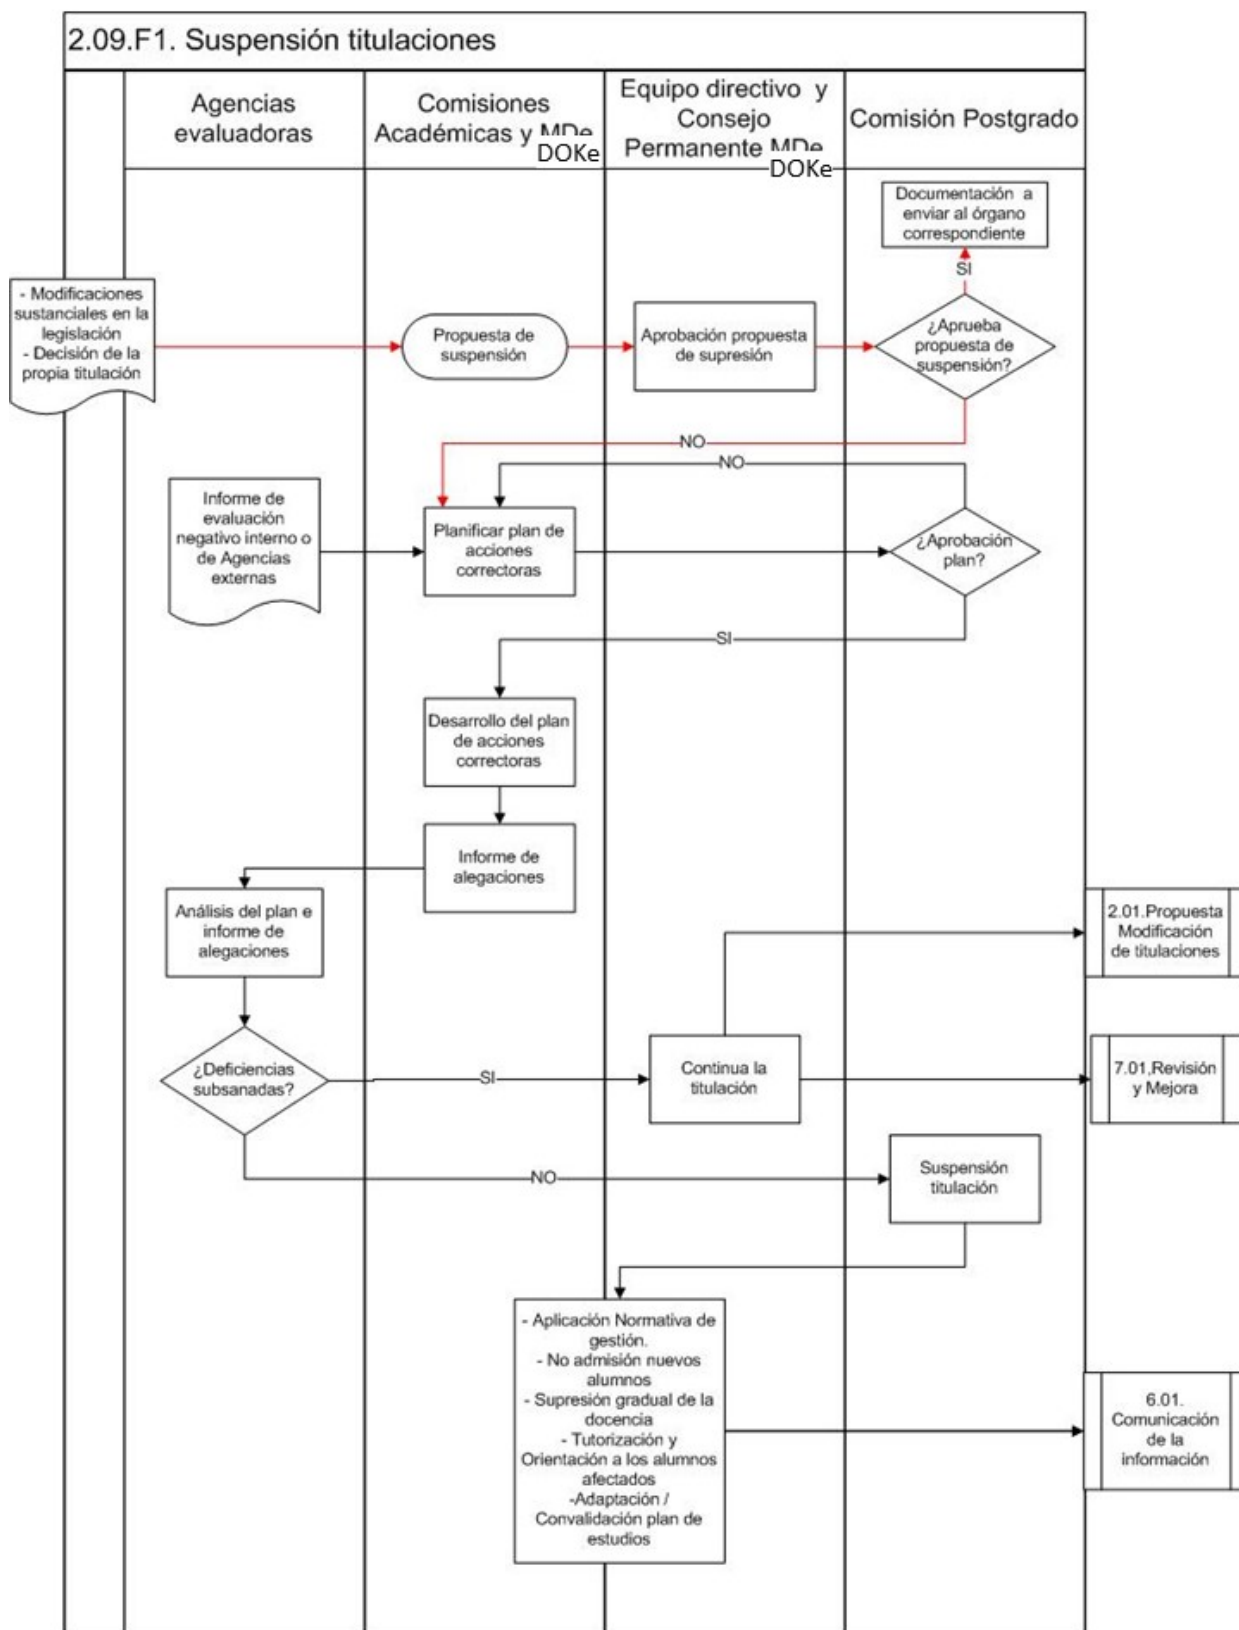 2.09.F1. Suspensión titulaciones
Agencias
evaluadoras
Comisiones
Académicas y MDe
DOKe
Equipo directivo y
Consejo
Permanente MDe
DOKe
Comisión Postgrado
Documentación a
enviar al órgano
correspondiente
SI
- Modificaciones
sustanciales en la
legislación
- Decisión de la
propia titulación
Propuesta de
suspensión
Aprobación propuesta
de supresión
¿Aprueba
propuesta de
suspensión?
NO
NO
Informe de
evaluación
negativo interno o
de Agencias
externas
Planificar plan de
acciones
correctoras
¿Aprobación
plan?
SI
Desarrollo del plan
de acciones
correctoras
Informe de
alegaciones
Análisis del plan e
informe de
alegaciones
2.01.Propuesta
Modificación
de titulaciones
¿Deficiencias
subsanadas?
SI
Continua la
titulación
7.01,Revisión
y Mejora
NO
Suspensión
titulación
- Aplicación Normativa de
gestión.
- No admisión nuevos
alumnos
- Supresión gradual de la
docencia
- Tutorización y
Orientación a los alumnos
afectados
-Adaptación /
Convalidación plan de
estudios
6.01.
Comunicación
de la
información